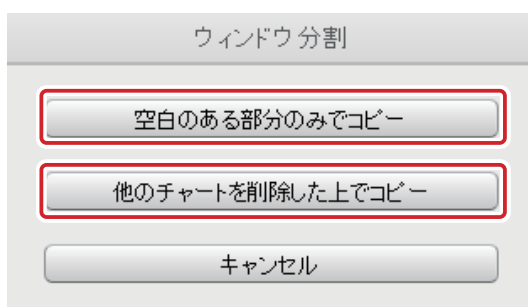 ウィンドウ分割
空白のある部分のみでコピー
他のチャートを削除した上でコピー
キャンセル